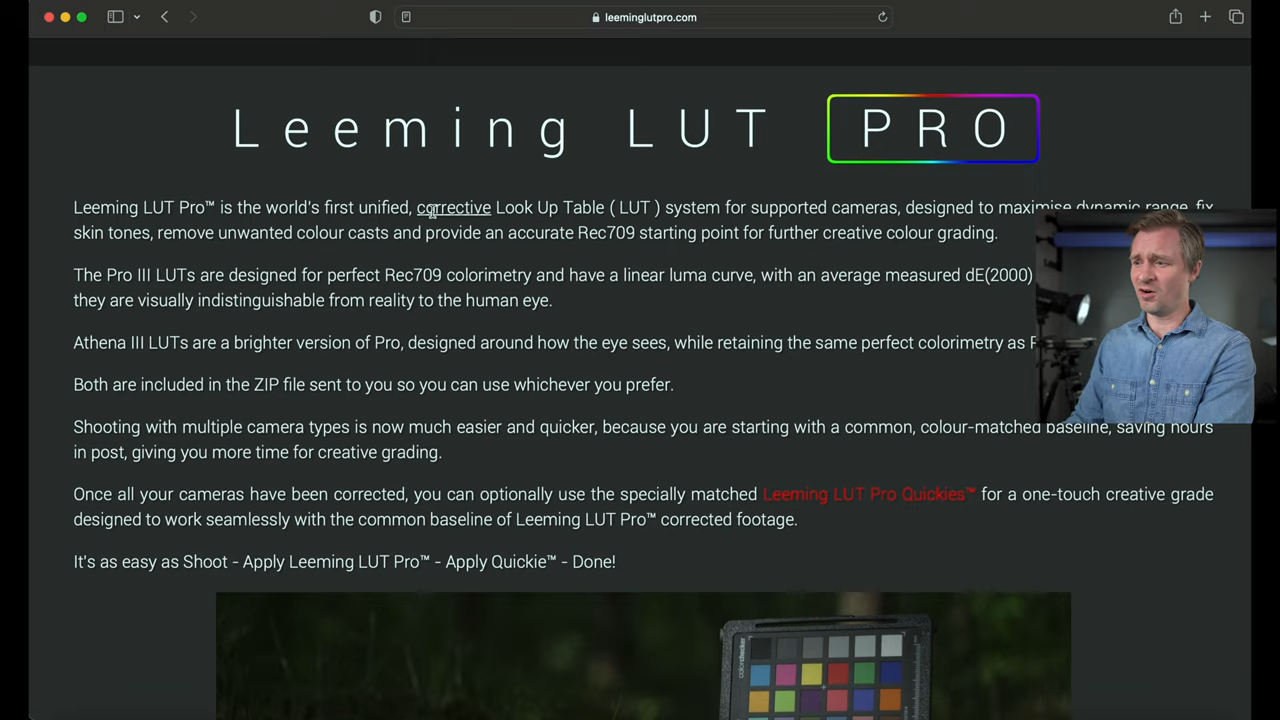 leeminglutpro.com
Leeming LUT PRO
Leeming LUT Pro™ is the world's first unified, corrective Look Up Table ( LUT ) system for supported cameras, designed to maximise dynamic range, fix
skin tones, remove unwanted colour casts and provide an accurate Rec709 starting point for further creative colour grading.
The Pro III LUTs are designed for perfect Rec709 colorimetry and have a linear luma curve, with an average measured dE(2000)
they are visually indistinguishable from reality to the human eye.
Athena III LUTs are a brighter version of Pro, designed around how the eye sees, while retaining the same perfect colorimetry as
Both are included in the ZIP file sent to you so you can use whichever you prefer.
Shooting with multiple camera types is now much easier and quicker, because you are starting with a common, colour-matched baseline, saving hours
in post, giving you more time for creative grading.
Once all your cameras have been corrected, you can optionally use the specially matched Leeming LUT Pro Quickies™ for a one-touch creative grade
designed to work seamlessly with the common baseline of Leeming LUT Pro™ corrected footage.
It's as easy as Shoot - Apply Leeming LUT Pro™ - Apply Quickie™ - Done!
colorchecker